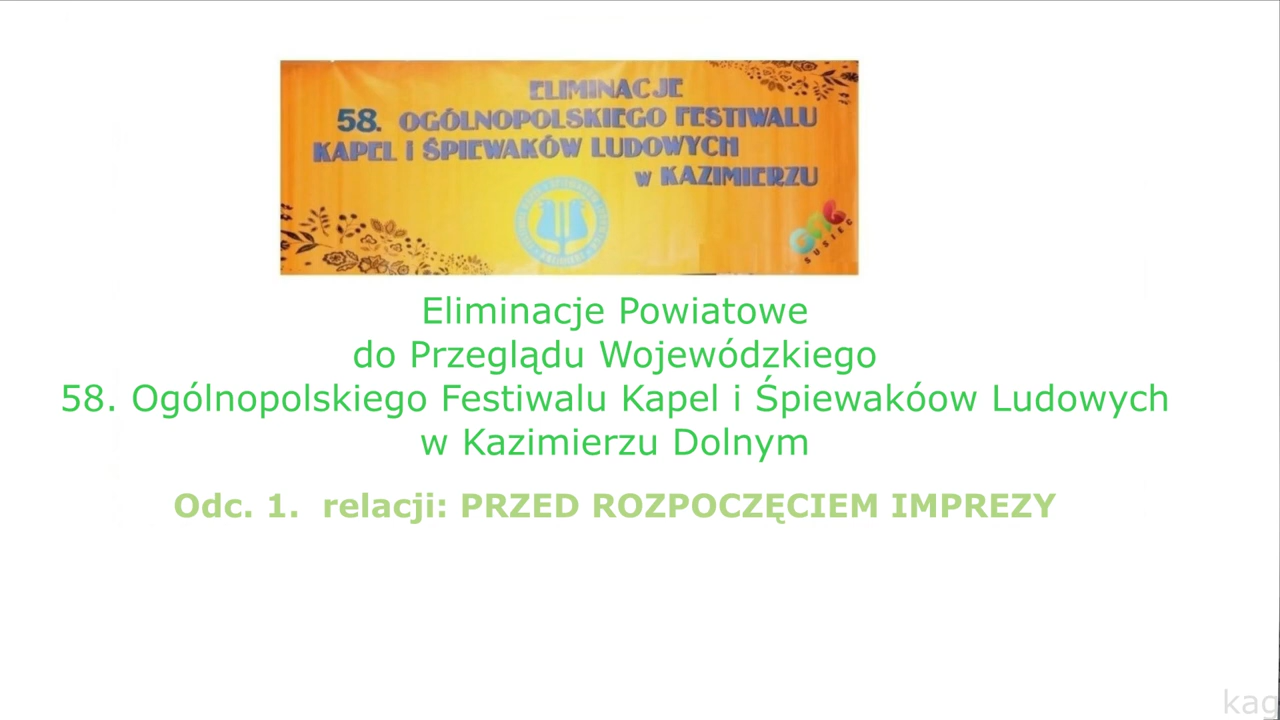 ELIMINACJE
58. OGÓLNOPOLSKIEGO FESTIWALU
KAPEL i ŚPIEWAKÓW LUDOWYCH
w KAZIMIERZU
SUSIEC
Eliminacje Powiatowe
do Przeglądu Wojewódzkiego
58. Ogólnopolskiego Festiwalu Kapel i Śpiewakóow Ludowych
w Kazimierzu Dolnym
Odc. 1. relacji: PRZED ROZPOCZĘCIEM IMPREZY
kag